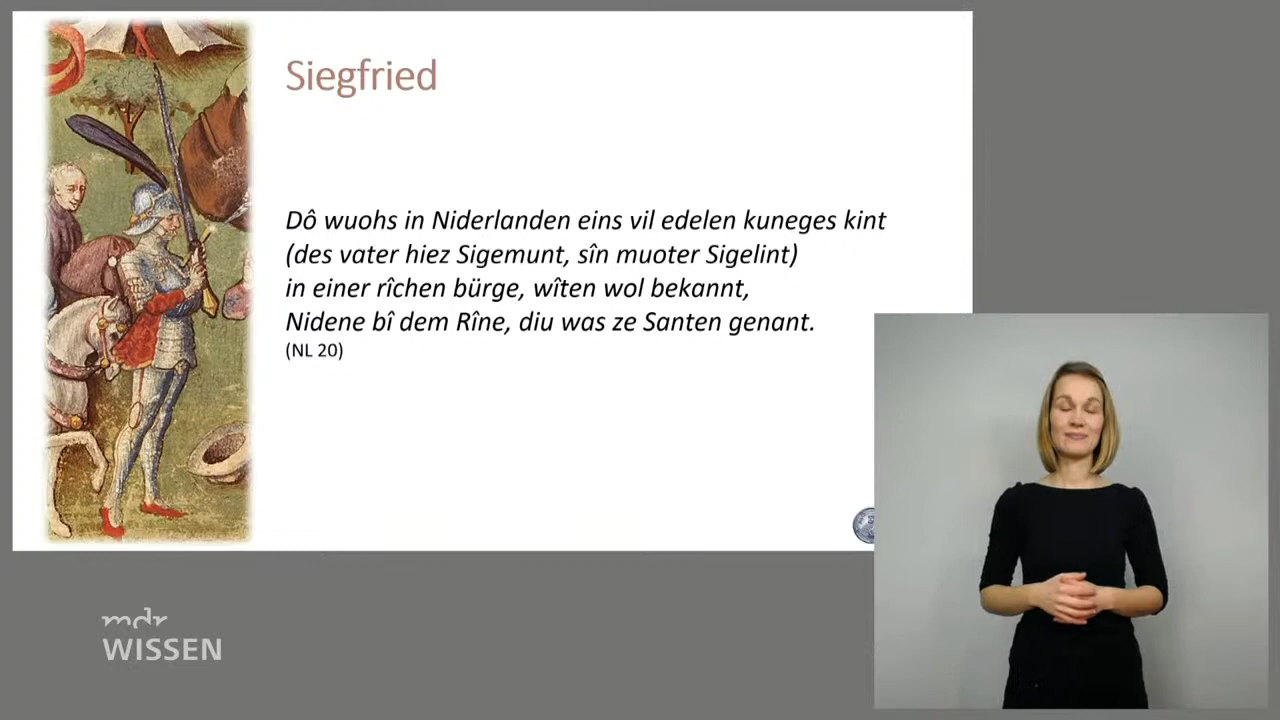 Siegfried
Dô wuohs in Niderlanden eins vil edelen kuneges kint
(des vater hiez Sigemunt, sîn muoter Sigelint)
in einer rîchen bürge, wîten wol bekannt,
Nidene bî dem Rîne, diu was ze Santen genant.
(NL 20)
mdr
WISSEN